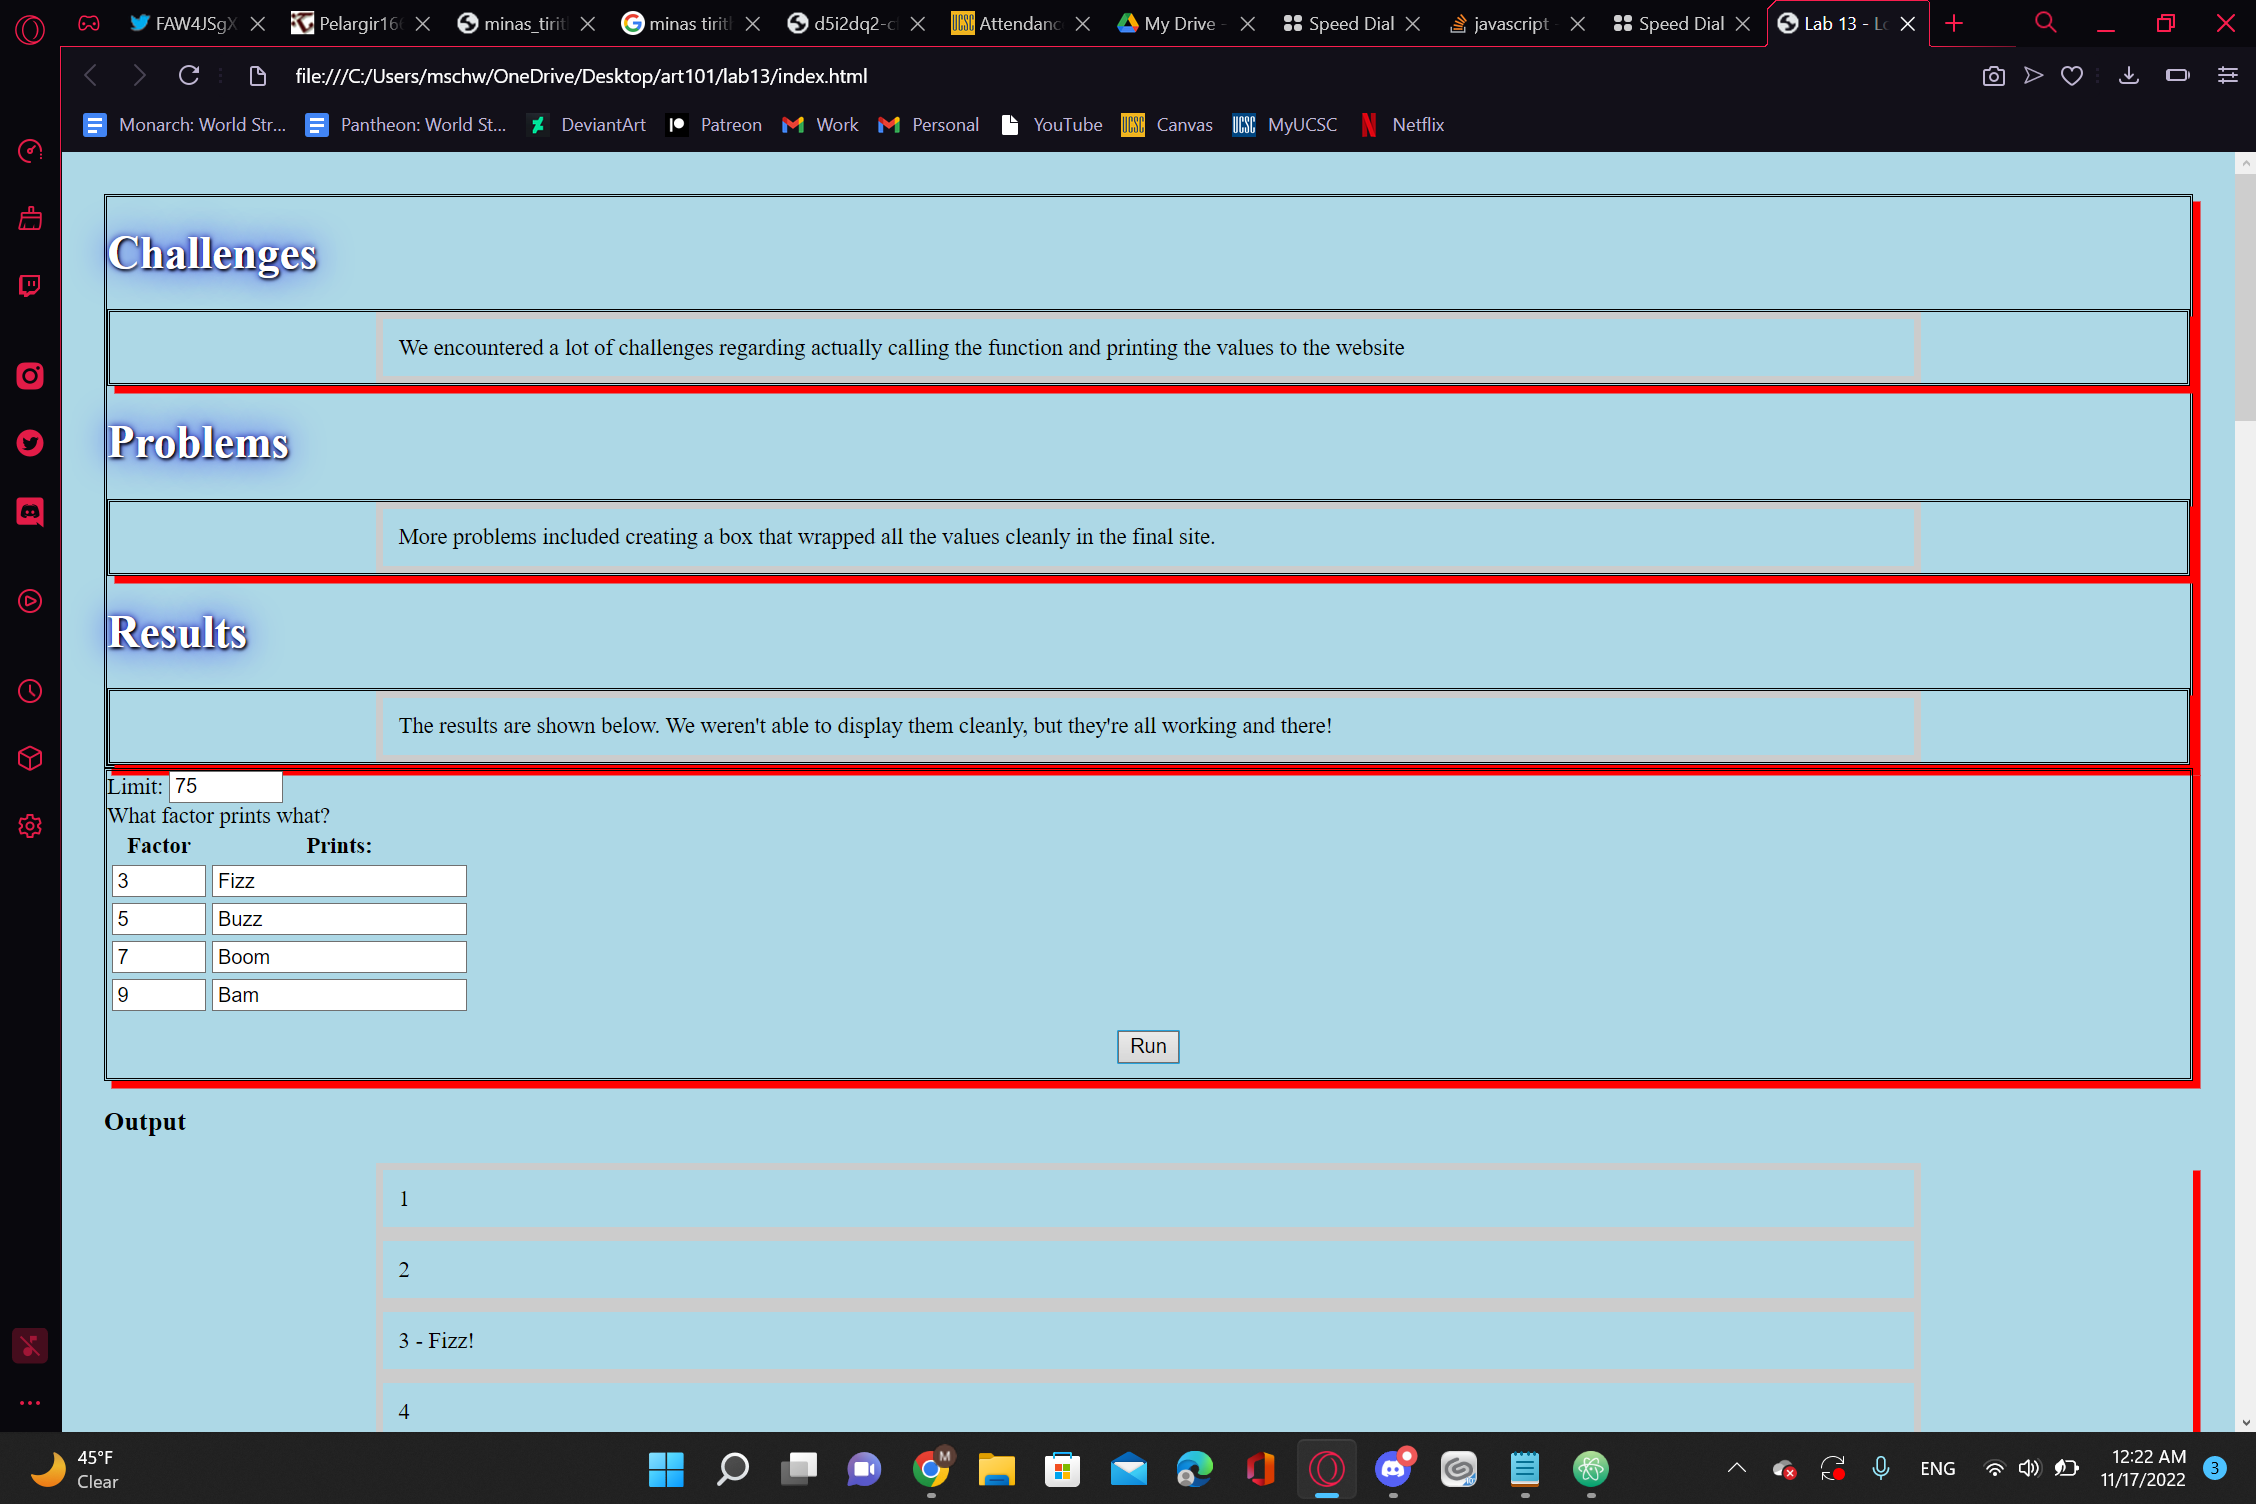 FAW4JSgX
Pelargir16
minas_tirit
minas tirith
d5i2dq2-c
Attendanc
My Drive -
Speed Dial
javascript -
Speed Dial
Lab 13 - Lo
file:///C:/Users/mschw/OneDrive/Desktop/art101/lab13/index.html
Monarch: World Str...
Pantheon: World St...
DeviantArt
Patreon
Work
Personal
YouTube
UCSC
Canvas
UCSC
MyUCSC
Netflix
Challenges
We encountered a lot of challenges regarding actually calling the function and printing the values to the website
Problems
More problems included creating a box that wrapped all the values cleanly in the final site.
Results
The results are shown below. We weren't able to display them cleanly, but they're all working and there!
Limit: 75
What factor prints what?
Factor Prints:
3 Fizz
5 Buzz
7 Boom
9 Bam
Run
Output
1
2
3 - Fizz!
4
45°F
Clear
M
ENG
12:22 AM
11/17/2022
3